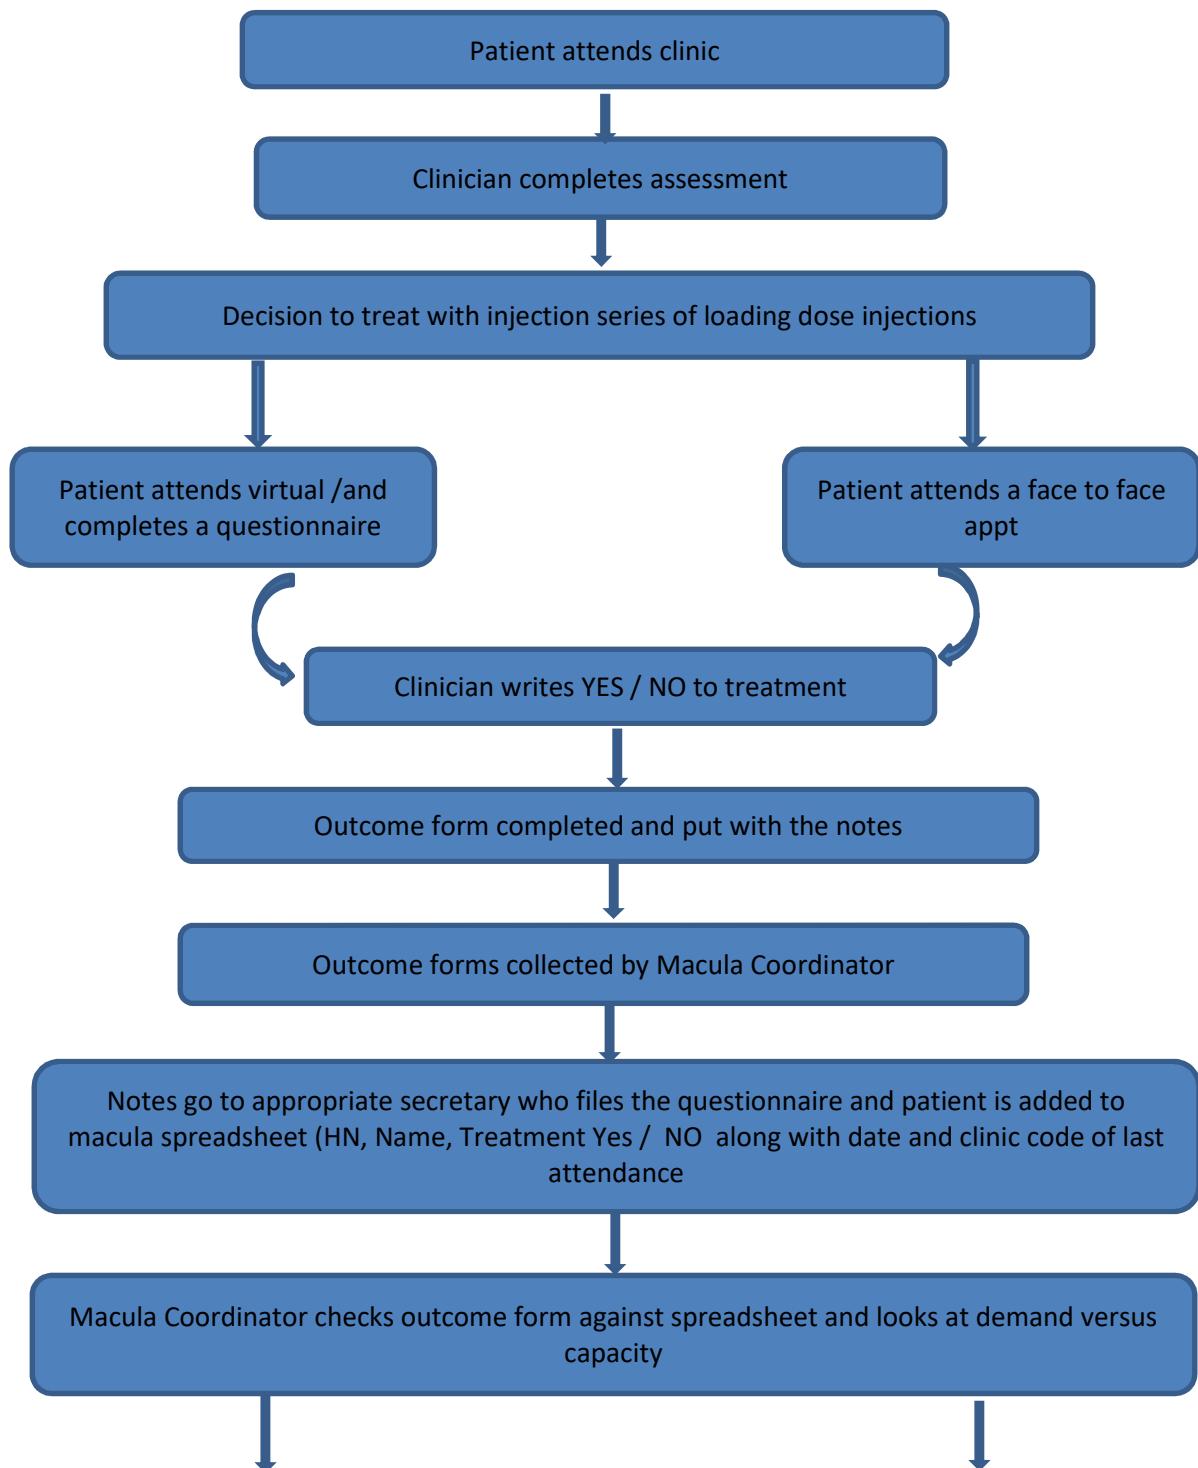 Patient attends clinic
Clinician completes assessment
Decision to treat with injection series of loading dose injections
Patient attends virtual /and
completes a questionnaire
Patient attends a face to face
appt
Clinician writes YES / NO to treatment
Outcome form completed and put with the notes
Outcome forms collected by Macula Coordinator
Notes go to appropriate secretary who files the questionnaire and patient is added to
macula spreadsheet (HN, Name, Treatment Yes /  NO  along with date and clinic code of last
attendance
Macula Coordinator checks outcome form against spreadsheet and looks at demand versus
capacity